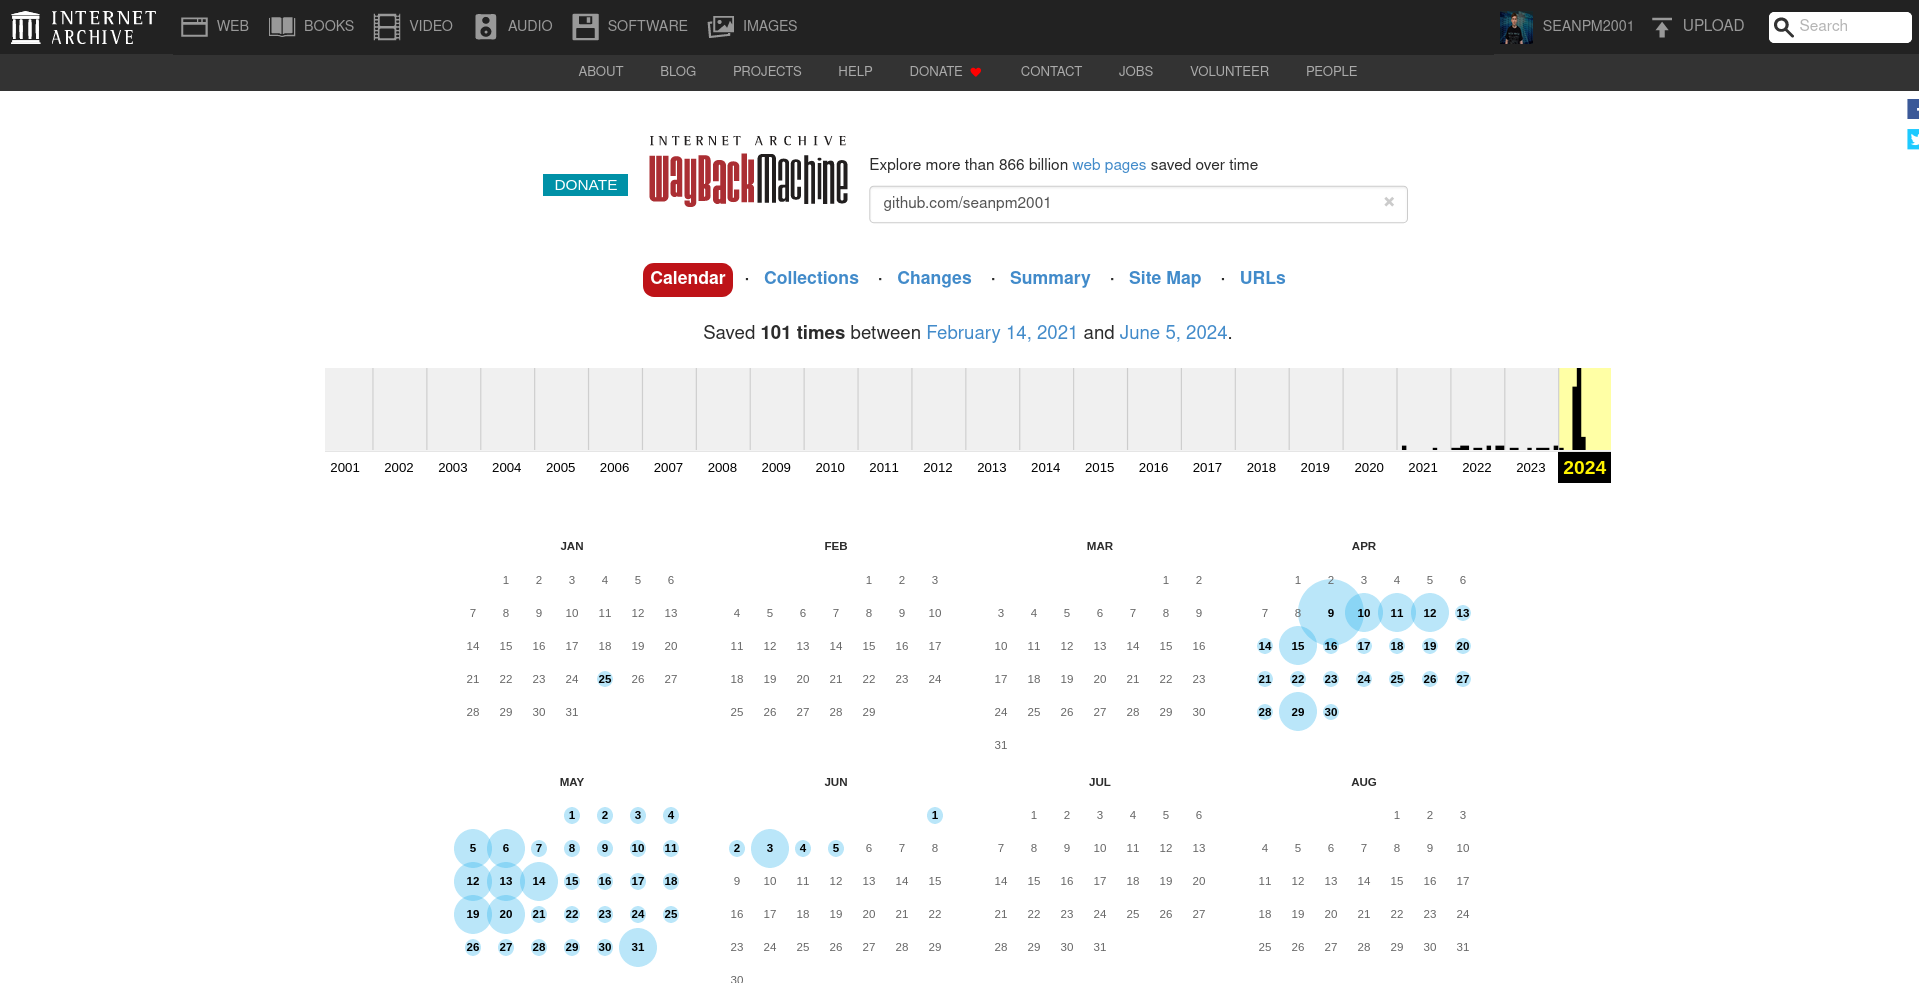 INTERNET ARCHIVE WEB BOOKS VIDEO AUDIO SOFTWARE IMAGES SEANPM2001 UPLOAD Search
ABOUT BLOG PROJECTS HELP DONATE CONTACT JOBS VOLUNTEER PEOPLE
INTERNET ARCHIVE
WayBackMachine
DONATE
Explore more than 866 billion web pages saved over time
github.com/seanpm2001 ×
Calendar · Collections · Changes · Summary · Site Map · URLs
Saved 101 times between February 14, 2021 and June 5, 2024.
2001 2002 2003 2004 2005 2006 2007 2008 2009 2010 2011 2012 2013 2014 2015 2016 2017 2018 2019 2020 2021 2022 2023 2024
JAN FEB MAR APR
1 2 3 4 5 6 1 2 3 1 2 1 2 3 4 5 6
7 8 9 10 11 12 13 4 5 6 7 8 9 10 3 4 5 6 7 8 9 7 8 9 10 11 12 13
14 15 16 17 18 19 20 11 12 13 14 15 16 17 10 11 12 13 14 15 16 14 15 16 17 18 19 20
21 22 23 24 25 26 27 18 19 20 21 22 23 24 17 18 19 20 21 22 23 21 22 23 24 25 26 27
28 29 30 31 25 26 27 28 29 24 25 26 27 28 29 30 28 29 30
31
MAY JUN JUL AUG
1 2 3 4 1 1 2 3 4 5 6 1 2 3
5 6 7 8 9 10 11 2 3 4 5 6 7 8 7 8 9 10 11 12 13 4 5 6 7 8 9 10
12 13 14 15 16 17 18 9 10 11 12 13 14 15 14 15 16 17 18 19 20 11 12 13 14 15 16 17
19 20 21 22 23 24 25 16 17 18 19 20 21 22 21 22 23 24 25 26 27 18 19 20 21 22 23 24
26 27 28 29 30 31 23 24 25 26 27 28 29 28 29 30 31 25 26 27 28 29 30 31
30